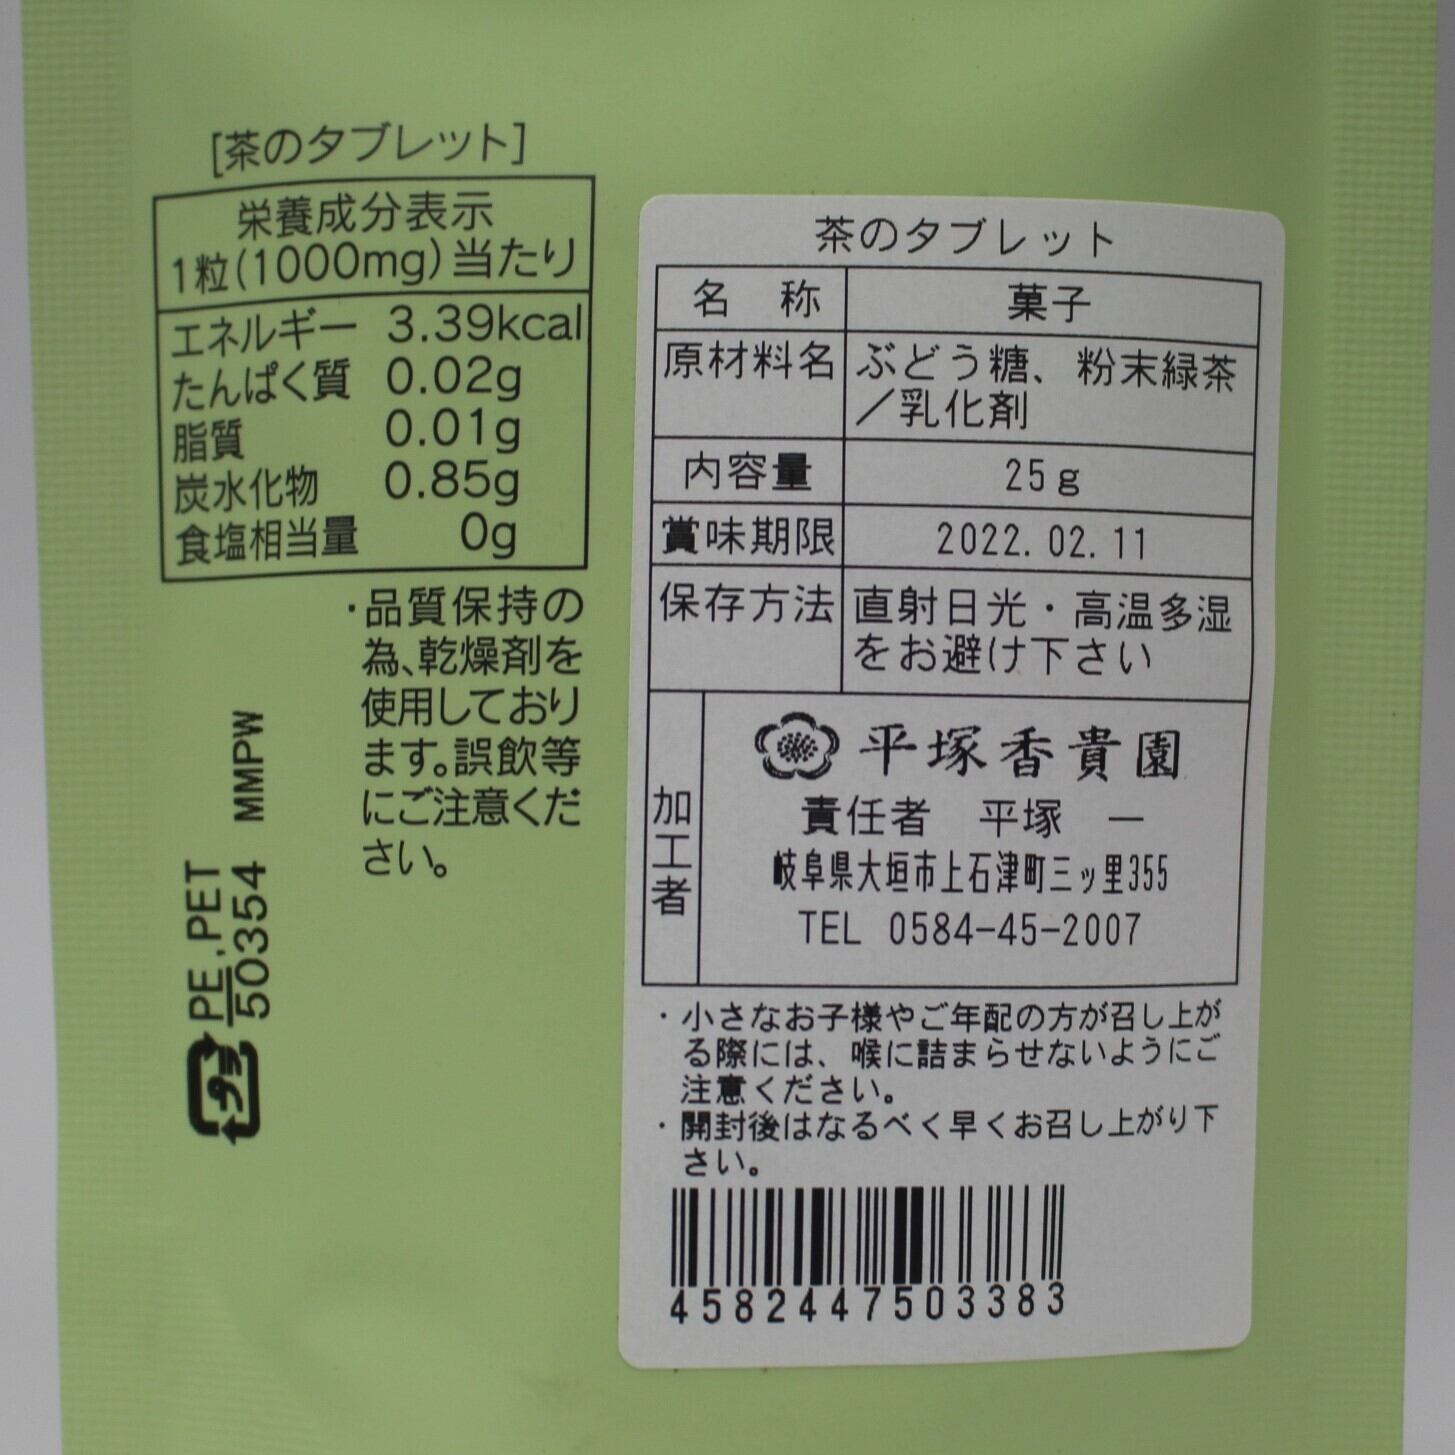 [茶のタブレット]
栄養成分表示
1粒(1000mg)当たり
エネルギー 3.39kcal
たんぱく質 0.02g
脂質 0.01g
炭水化物 0.85g
食塩相当量 0g
・品質保持の
為、乾燥剤を
使用しており
ます。誤飲等
にご注意くだ
さい。
プラ
PE,PET
50354 MMPW
茶のタブレット
名 称 菓子
原材料名 ぶどう糖、粉末緑茶
/乳化剤
内容量 25g
賞味期限 2022.02.11
保存方法 直射日光・高温多湿
をお避け下さい
加工者
平塚香貴園
責任者 平塚 一
岐阜県大垣市上石津町三ッ里355
TEL 0584-45-2007
・小さなお子様やご年配の方が召し上が
る際には、喉に詰まらせないようにご
注意ください。
・開封後はなるべく早くお召し上がり下
さい。
4582447503383